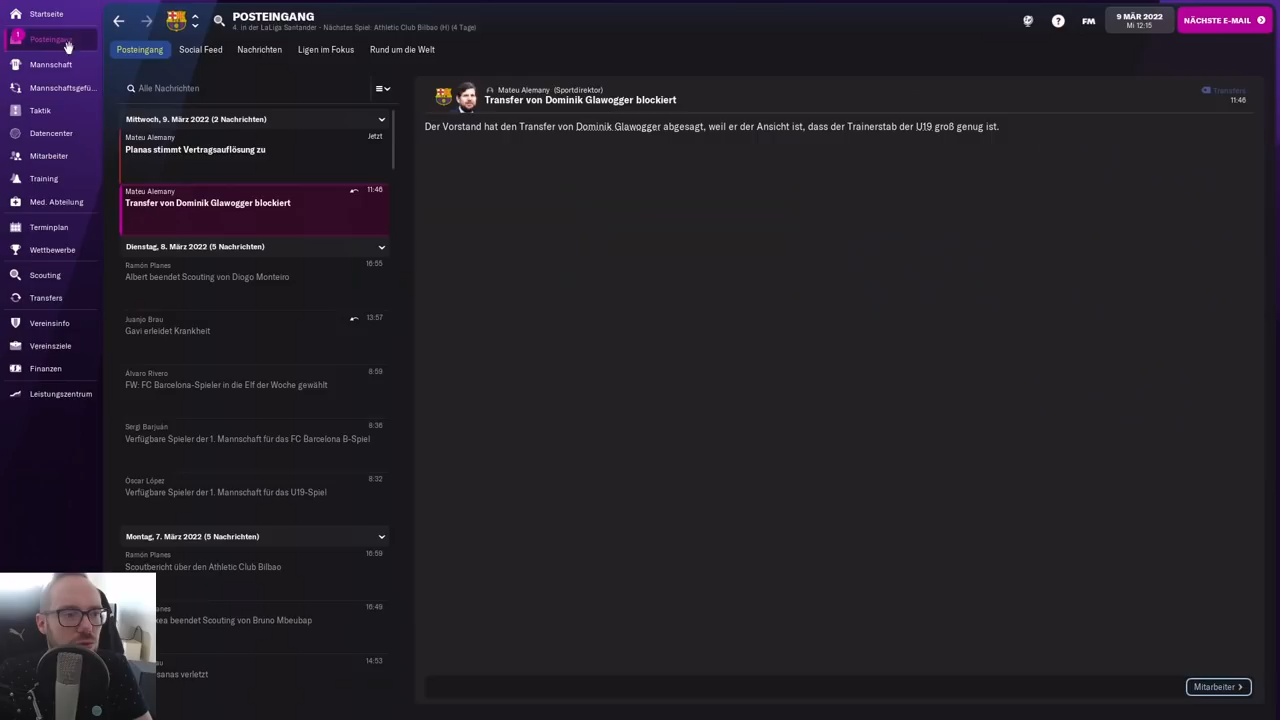 Startseite
1
Posteingang
Mannschaft
Mannschaftsgefü...
Taktik
Datencenter
Mitarbeiter
Training
Med. Abteilung
Terminplan
Wettbewerbe
Scouting
Transfers
Vereinsinfo
Vereinsziele
Finanzen
Leistungszentrum
POSTEINGANG
4. in der LaLiga Santander - Nächstes Spiel: Athletic Club Bilbao (H) (4 Tage)
FM
9 MÄR 2022
Mi 12:15
NÄCHSTE E-MAIL
Posteingang
Social Feed
Nachrichten
Ligen im Fokus
Rund um die Welt
Alle Nachrichten
Mittwoch, 9. März 2022 (2 Nachrichten)
Mateu Alemany Jetzt
Planas stimmt Vertragsauflösung zu
Mateu Alemany 11:46
Transfer von Dominik Glawogger blockiert
Dienstag, 8. März 2022 (5 Nachrichten)
Ramón Planes 16:55
Albert beendet Scouting von Diogo Monteiro
Juanjo Brau 13:57
Gavi erleidet Krankheit
Álvaro Rivero 8:59
FW: FC Barcelona-Spieler in die Elf der Woche gewählt
Sergi Barjuán 8:36
Verfügbare Spieler der 1. Mannschaft für das FC Barcelona B-Spiel
Óscar López 8:32
Verfügbare Spieler der 1. Mannschaft für das U19-Spiel
Montag, 7. März 2022 (5 Nachrichten)
Ramón Planes 16:59
Scoutbericht über den Athletic Club Bilbao
anes 16:49
xea beendet Scouting von Bruno Mbeubap
au 14:53
sanas verletzt
Mateu Alemany (Sportdirektor)
Transfer von Dominik Glawogger blockiert
Transfers
11:46
Der Vorstand hat den Transfer von Dominik Glawogger abgesagt, weil er der Ansicht ist, dass der Trainerstab der U19 groß genug ist.
Mitarbeiter